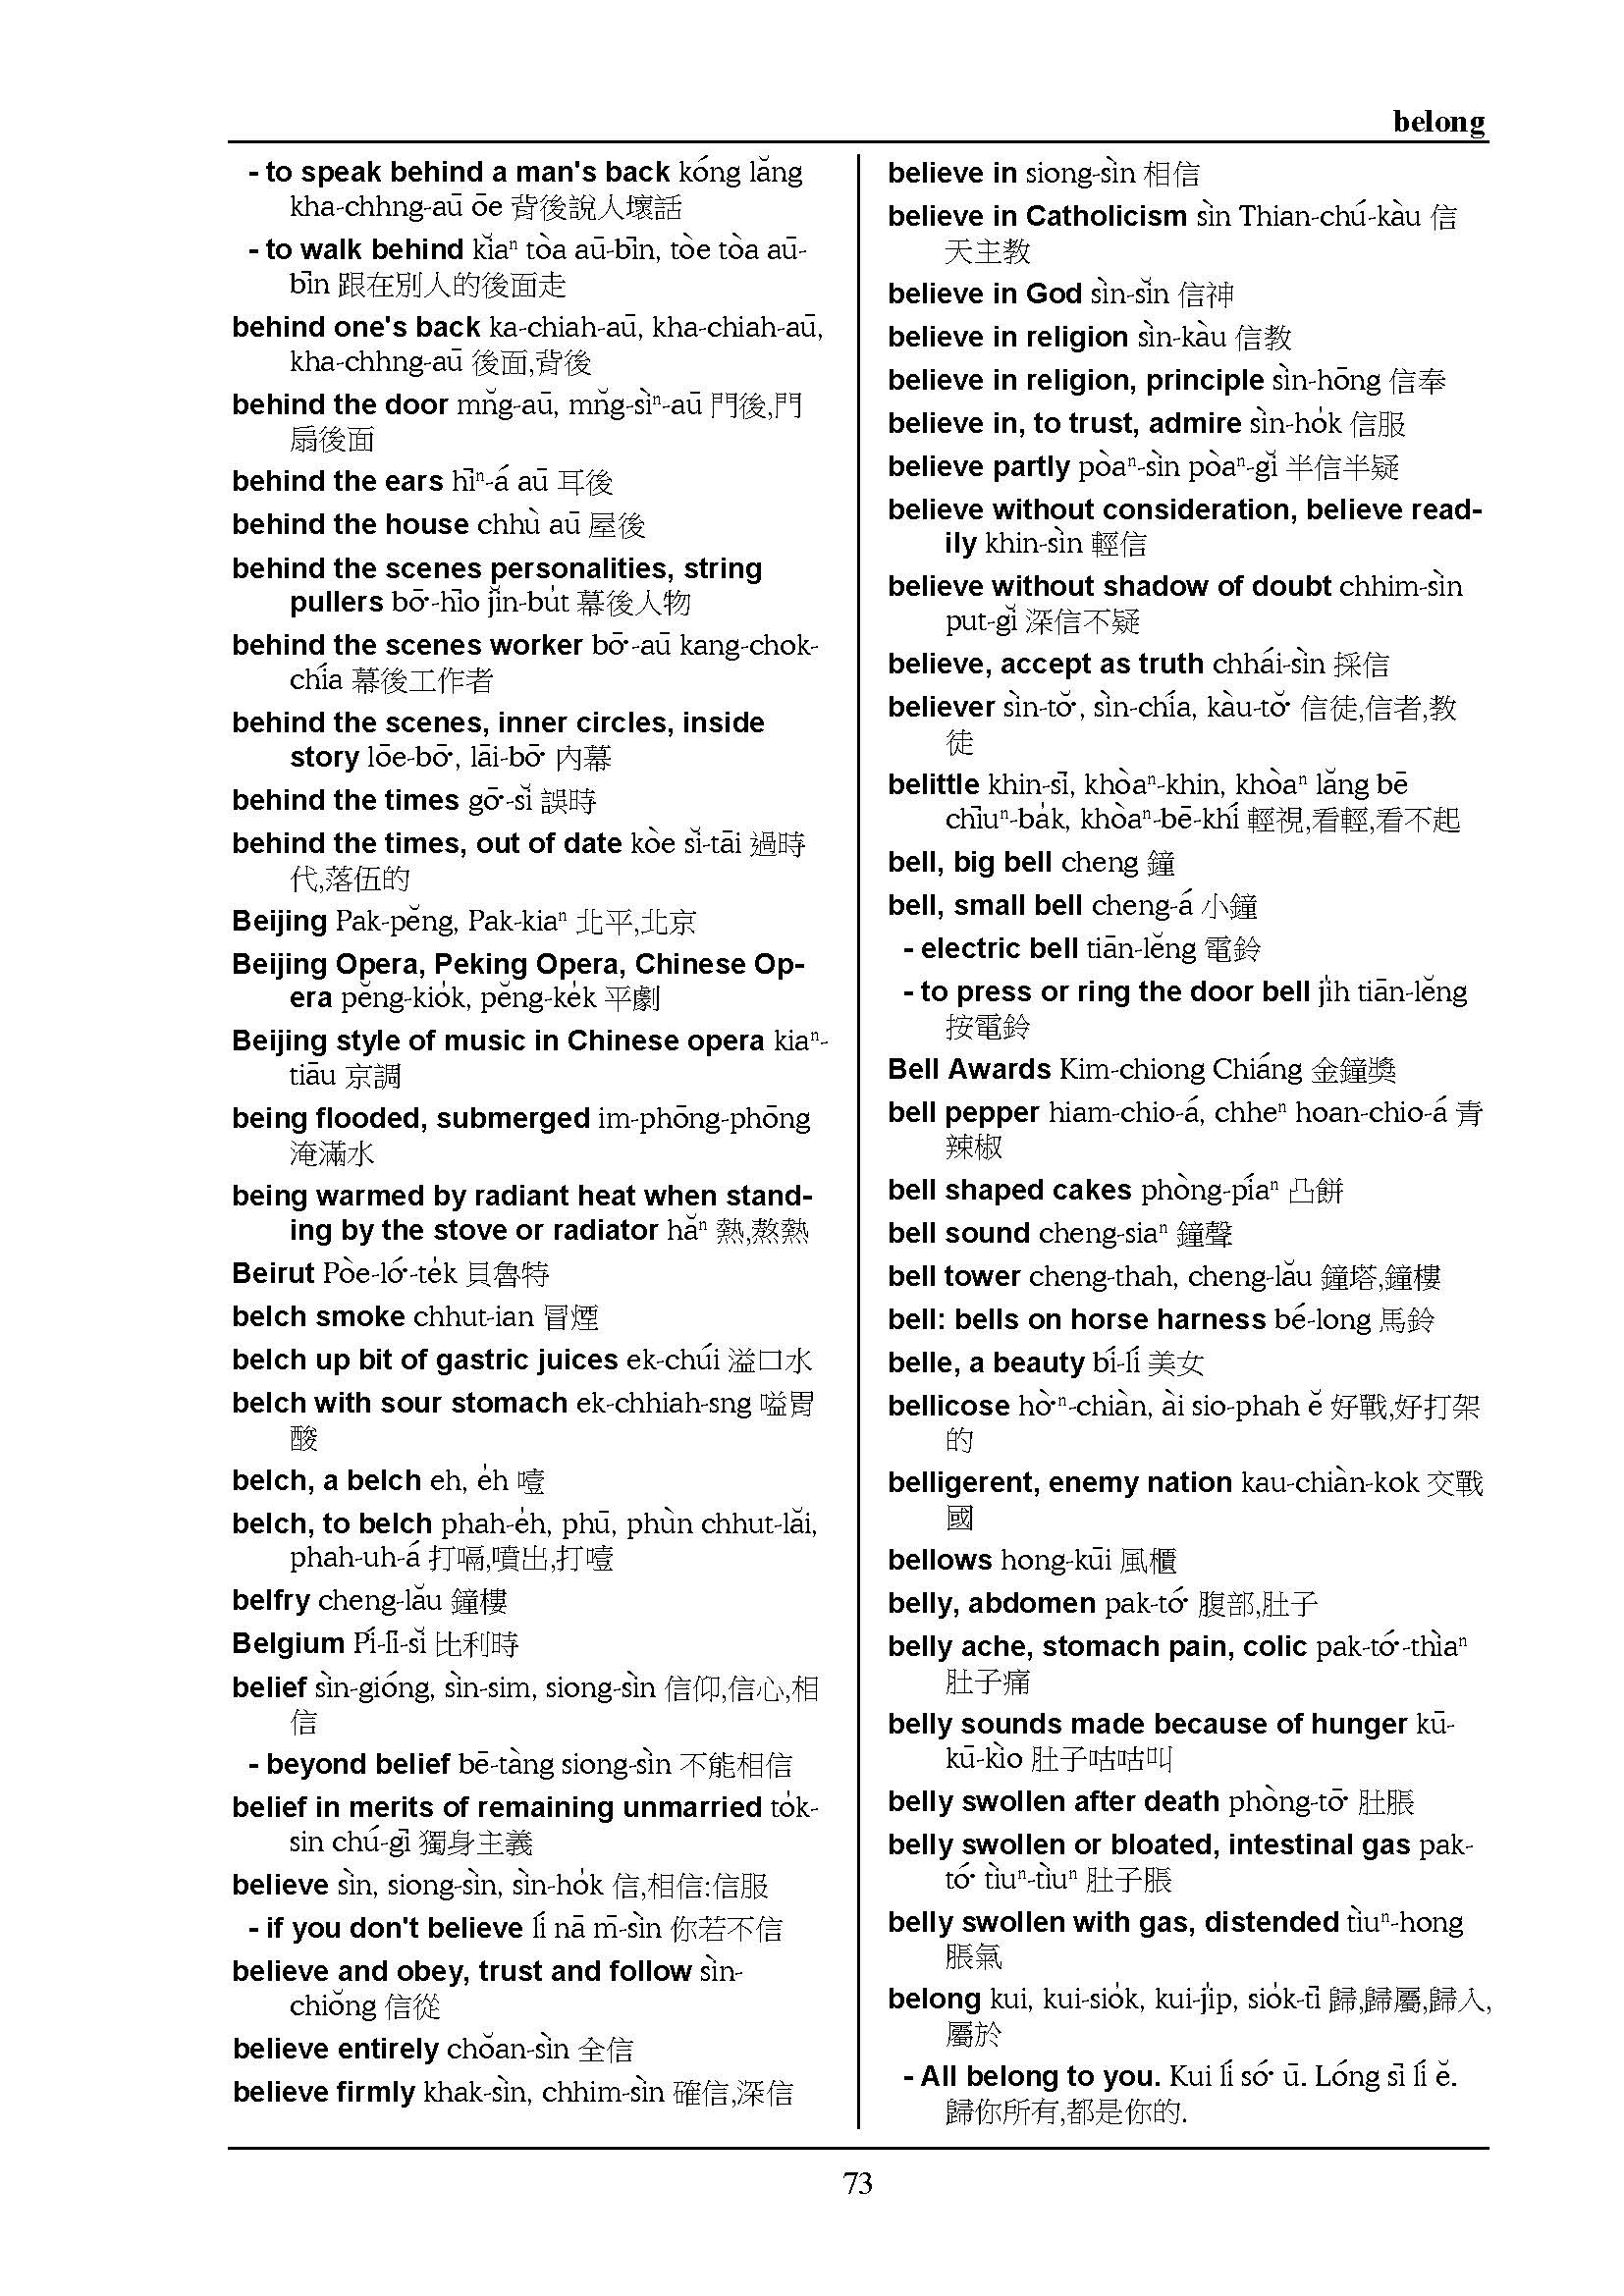 belong
- to speak behind a man's back kóng lăng
kha-chhng-aū ōe 背後說人壞話
- to walk behind kĭaⁿ tòa aū-bīn, tòe tòa aū-
bīn 跟在別人的後面走
behind one's back ka-chiah-aū, kha-chiah-aū,
kha-chhng-aū 後面,背後
behind the door mn̆g-aū, mn̆g-sìⁿ-aū 門後,門
扇後面
behind the ears hīⁿ-á aū 耳後
behind the house chhù aū 屋後
behind the scenes personalities, string
pullers bō͘-hīo jĭn-bu̍t 幕後人物
behind the scenes worker bō͘-aū kang-chok-
chía 幕後工作者
behind the scenes, inner circles, inside
story lōe-bō͘, lāi-bō͘ 內幕
behind the times gō͘-sĭ 誤時
behind the times, out of date kòe sĭ-tāi 過時
代,落伍的
Beijing Pak-pĕng, Pak-kiaⁿ 北平,北京
Beijing Opera, Peking Opera, Chinese Op-
era pĕng-kio̍k, pĕng-ke̍k 平劇
Beijing style of music in Chinese opera kiaⁿ-
tiāu 京調
being flooded, submerged im-phōng-phōng
淹滿水
being warmed by radiant heat when stand-
ing by the stove or radiator hăⁿ 熱,熬熱
Beirut Pòe-ló͘-te̍k 貝魯特
belch smoke chhut-ian 冒煙
belch up bit of gastric juices ek-chúi 溢口水
belch with sour stomach ek-chhiah-sng 嗌胃
酸
belch, a belch eh, e̍h 噎
belch, to belch phah-e̍h, phū, phùn chhut-lăi,
phah-uh-á 打嗝,噴出,打噎
belfry cheng-lău 鐘樓
Belgium Pí-lī-sĭ 比利時
belief sìn-gióng, sìn-sim, siong-sìn 信仰,信心,相
信
- beyond belief bē-tàng siong-sìn 不能相信
belief in merits of remaining unmarried to̍k-
sin chú-gī 獨身主義
believe sìn, siong-sìn, sìn-ho̍k 信,相信:信服
- if you don't believe lí nā m̄-sìn 你若不信
believe and obey, trust and follow sìn-
chiŏng 信從
believe entirely chŏan-sìn 全信
believe firmly khak-sìn, chhim-sìn 確信,深信
believe in siong-sìn 相信
believe in Catholicism sìn Thian-chú-kàu 信
天主教
believe in God sìn-sĭn 信神
believe in religion sìn-kàu 信教
believe in religion, principle sìn-hōng 信奉
believe in, to trust, admire sìn-ho̍k 信服
believe partly pòaⁿ-sìn pòaⁿ-gĭ 半信半疑
believe without consideration, believe read-
ily khin-sìn 輕信
believe without shadow of doubt chhim-sìn
put-gĭ 深信不疑
believe, accept as truth chhái-sìn 採信
believer sìn-tŏ͘, sìn-chía, kàu-tŏ͘ 信徒,信者,教
徒
belittle khin-sī, khòaⁿ-khin, khòaⁿ lăng bē
chīuⁿ-ba̍k, khòaⁿ-bē-khí 輕視,看輕,看不起
bell, big bell cheng 鐘
bell, small bell cheng-á 小鐘
- electric bell tiān-lĕng 電鈴
- to press or ring the door bell ji̍h tiān-lĕng
按電鈴
Bell Awards Kim-chiong Chiáng 金鐘獎
bell pepper hiam-chio-á, chheⁿ hoan-chio-á 青
辣椒
bell shaped cakes phòng-píaⁿ 凸餅
bell sound cheng-siaⁿ 鐘聲
bell tower cheng-thah, cheng-lău 鐘塔,鐘樓
bell: bells on horse harness bé-long 馬鈴
belle, a beauty bí-lí 美女
bellicose hò͘ⁿ-chiàn, ài sio-phah ĕ 好戰,好打架
的
belligerent, enemy nation kau-chiàn-kok 交戰
國
bellows hong-kūi 風櫃
belly, abdomen pak-tó͘ 腹部,肚子
belly ache, stomach pain, colic pak-tó͘-thìaⁿ
肚子痛
belly sounds made because of hunger kū-
kū-kìo 肚子咕咕叫
belly swollen after death phòng-tō͘ 肚脹
belly swollen or bloated, intestinal gas pak-
tó͘ tìuⁿ-tìuⁿ 肚子脹
belly swollen with gas, distended tìuⁿ-hong
脹氣
belong kui, kui-sio̍k, kui-ji̍p, sio̍k-tī 歸,歸屬,歸入,
屬於
- All belong to you. Kui lí só͘ ū. Lóng sī lí ĕ.
歸你所有,都是你的.
73